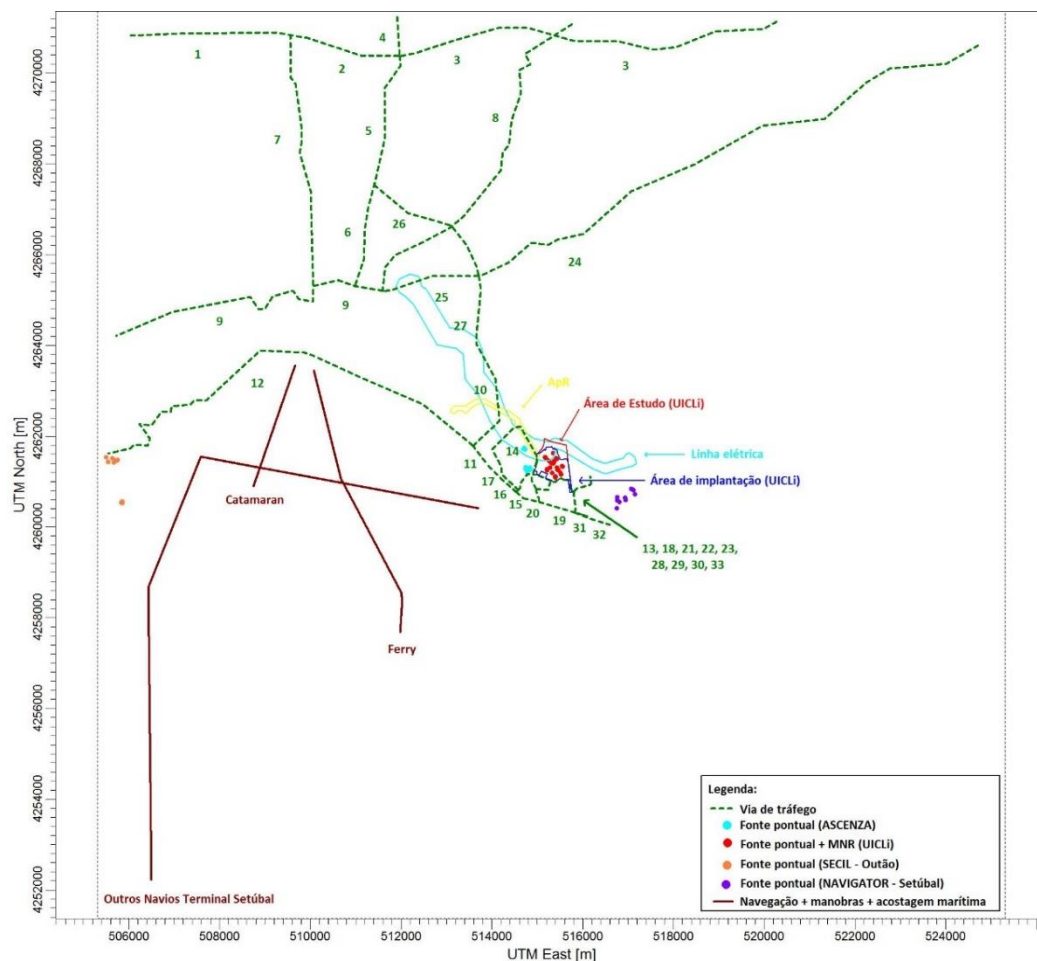 4
1
2
3
3
7
5
8
6
26
24
9
9
25
27
12
10
ApR
Área de Estudo (UICLi)
14
11
Linha elétrica
17
Área de implantação (UICLi)
16
Catamaran
15
20
19
31
32
13, 18, 21, 22, 23,
28, 29, 30, 33
Ferry
Outros Navios Terminal Setúbal
Legenda:
Via de tráfego
Fonte pontual (ASCENZA)
Fonte pontual + MNR (UICLi)
Fonte pontual (SECIL - Outão)
Fonte pontual (NAVIGATOR - Setúbal)
Navegação + manobras + acostagem marítima
UTM North [m]
4270000
4268000
4266000
4264000
4262000
4260000
4258000
4256000
4254000
4252000
506000
508000
510000
512000
514000
516000
518000
520000
522000
524000
UTM East [m]